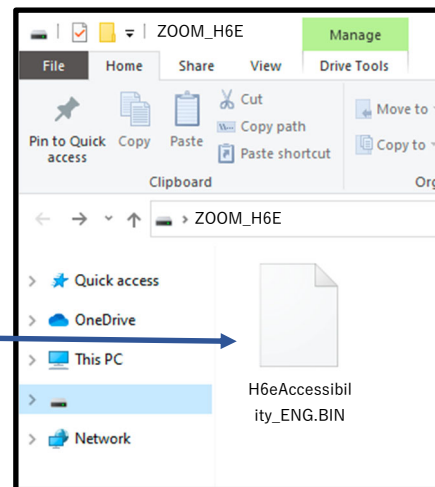 ZOOM_H6E
Manage
File
Home
Share
View
Drive Tools
Pin to Quick
access
Copy
Paste
Cut
Copy path
Paste shortcut
Move to
Copy to
Clipboard
Org
> ZOOM_H6E
Quick access
OneDrive
This PC
Network
H6eAccessibil
ity_ENG.BIN